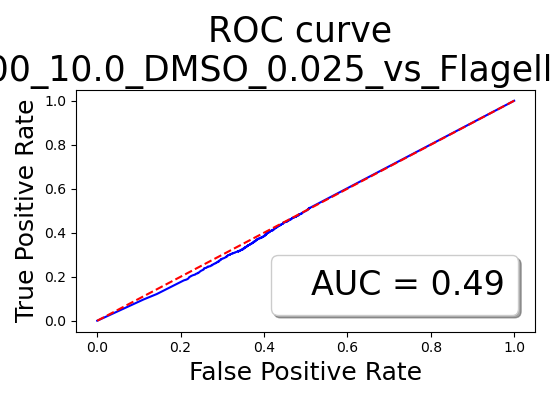 ROC curve
00_10.0_DMSO_0.025_vs_Flagell
True Positive Rate
1.0
0.8
0.6
0.4
0.2
0.0
AUC = 0.49
0.0 0.2 0.4 0.6 0.8 1.0
False Positive Rate